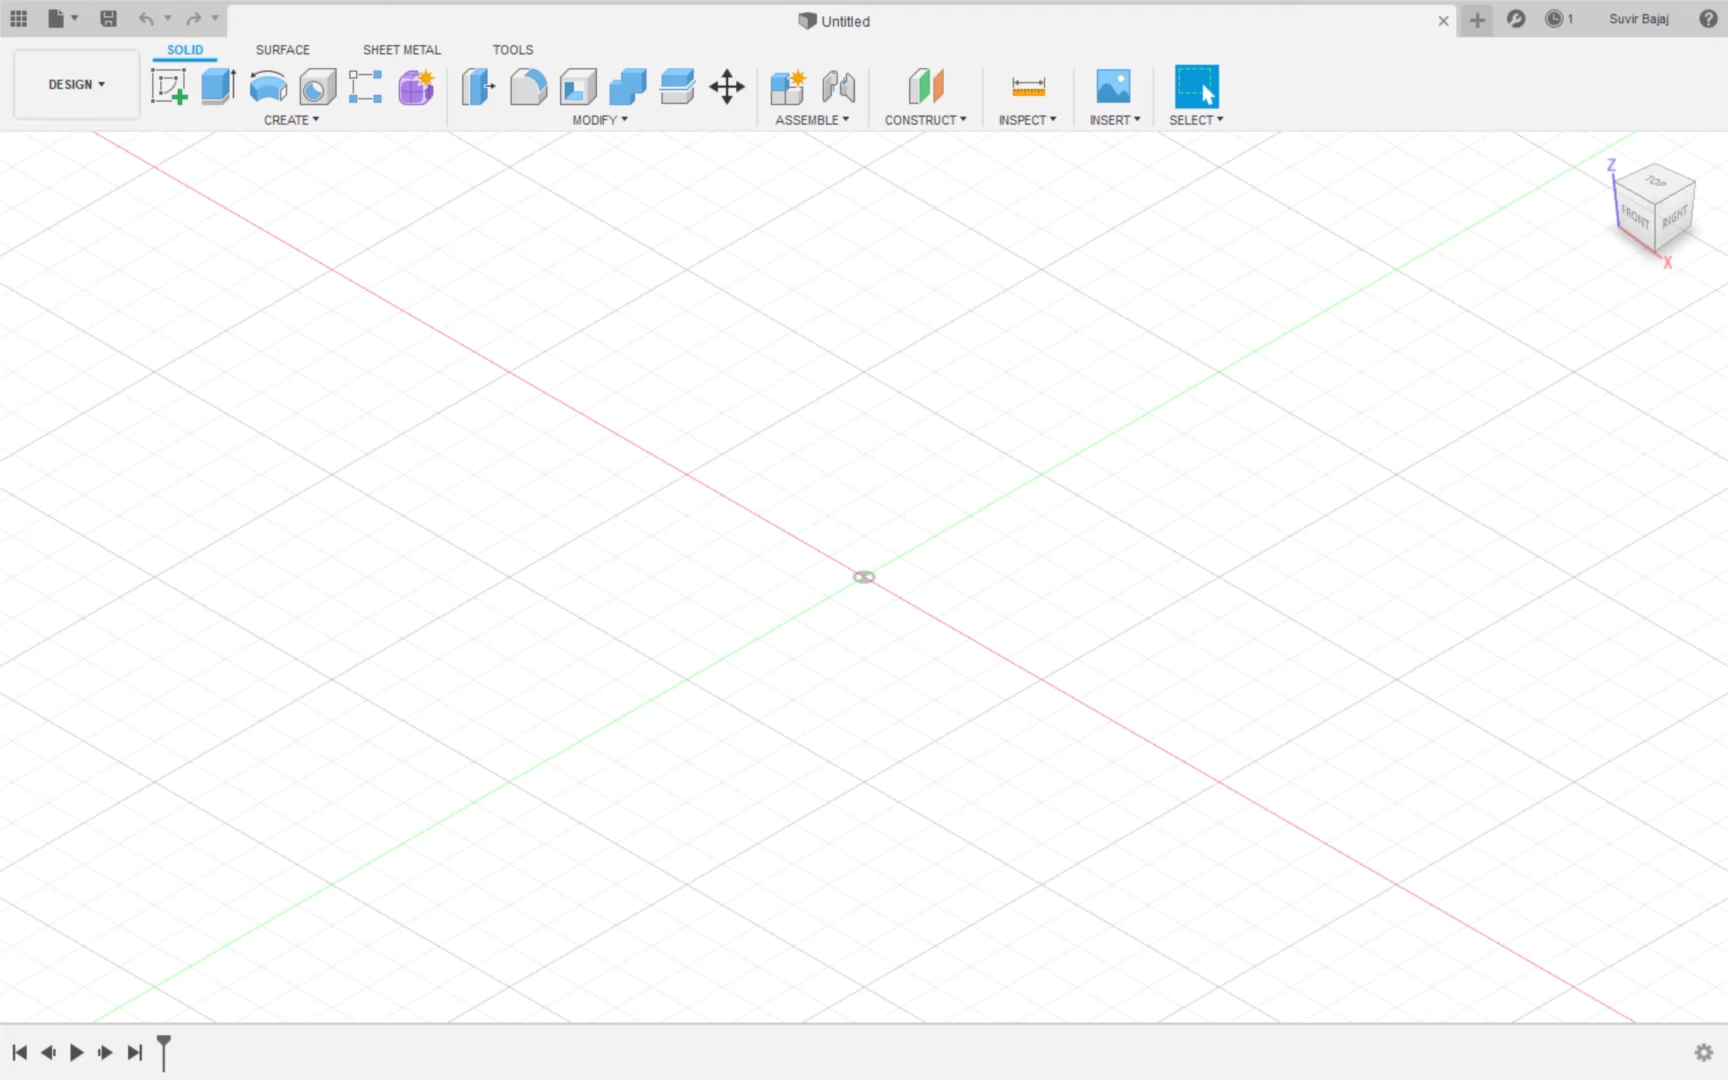 Untitled
1
Suvir Bajaj
SOLID
SURFACE
SHEET METAL
TOOLS
DESIGN
CREATE
MODIFY
ASSEMBLE
CONSTRUCT
INSPECT
INSERT
SELECT
Z
TOP
FRONT
RIGHT
X